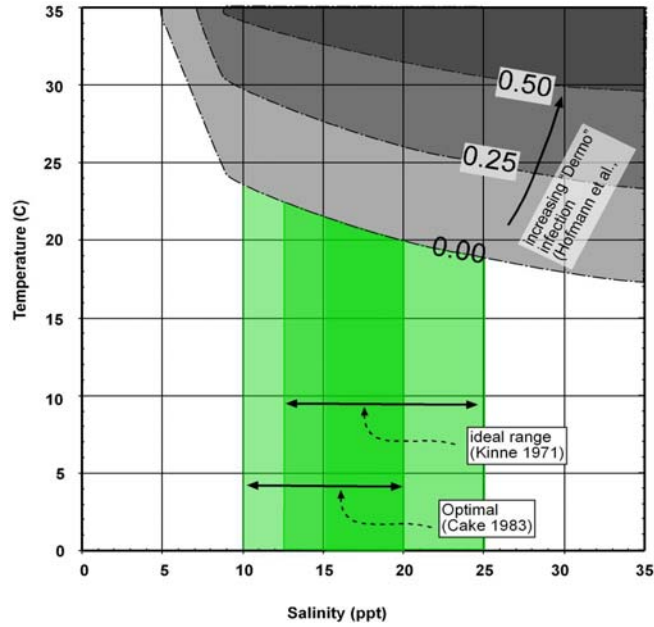 35
30
25
20
15
10
5
0
Temperature (C)
0.50
0.25
0.00
increasing "Dermo"
infection
(Hofmann et al.,
ideal range
(Kinne 1971)
Optimal
(Cake 1983)
0 5 10 15 20 25 30 35
Salinity (ppt)